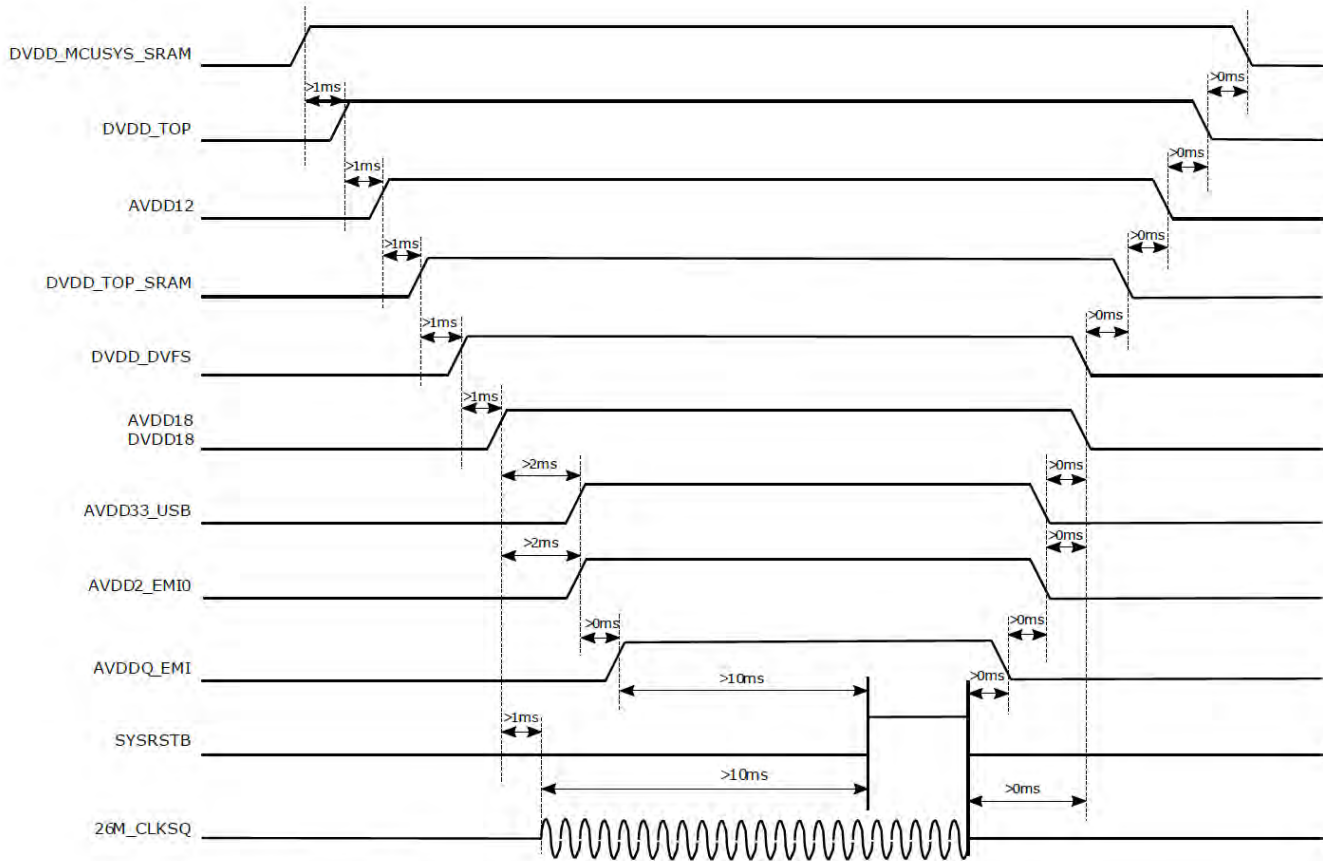 DVDD_MCUSYS_SRAM
>0ms
>1ms
DVDD_TOP
>0ms
>1ms
AVDD12
>0ms
>1ms
DVDD_TOP_SRAM
>0ms
>1ms
DVDD_DVFS
>1ms
AVDD18
DVDD18
>2ms
>0ms
AVDD33_USB
>2ms
>0ms
AVDD2_EMI0
>0ms
>0ms
AVDDQ_EMI
>10ms
>0ms
>1ms
SYSRSTB
>10ms
>0ms
26M_CLKSQ